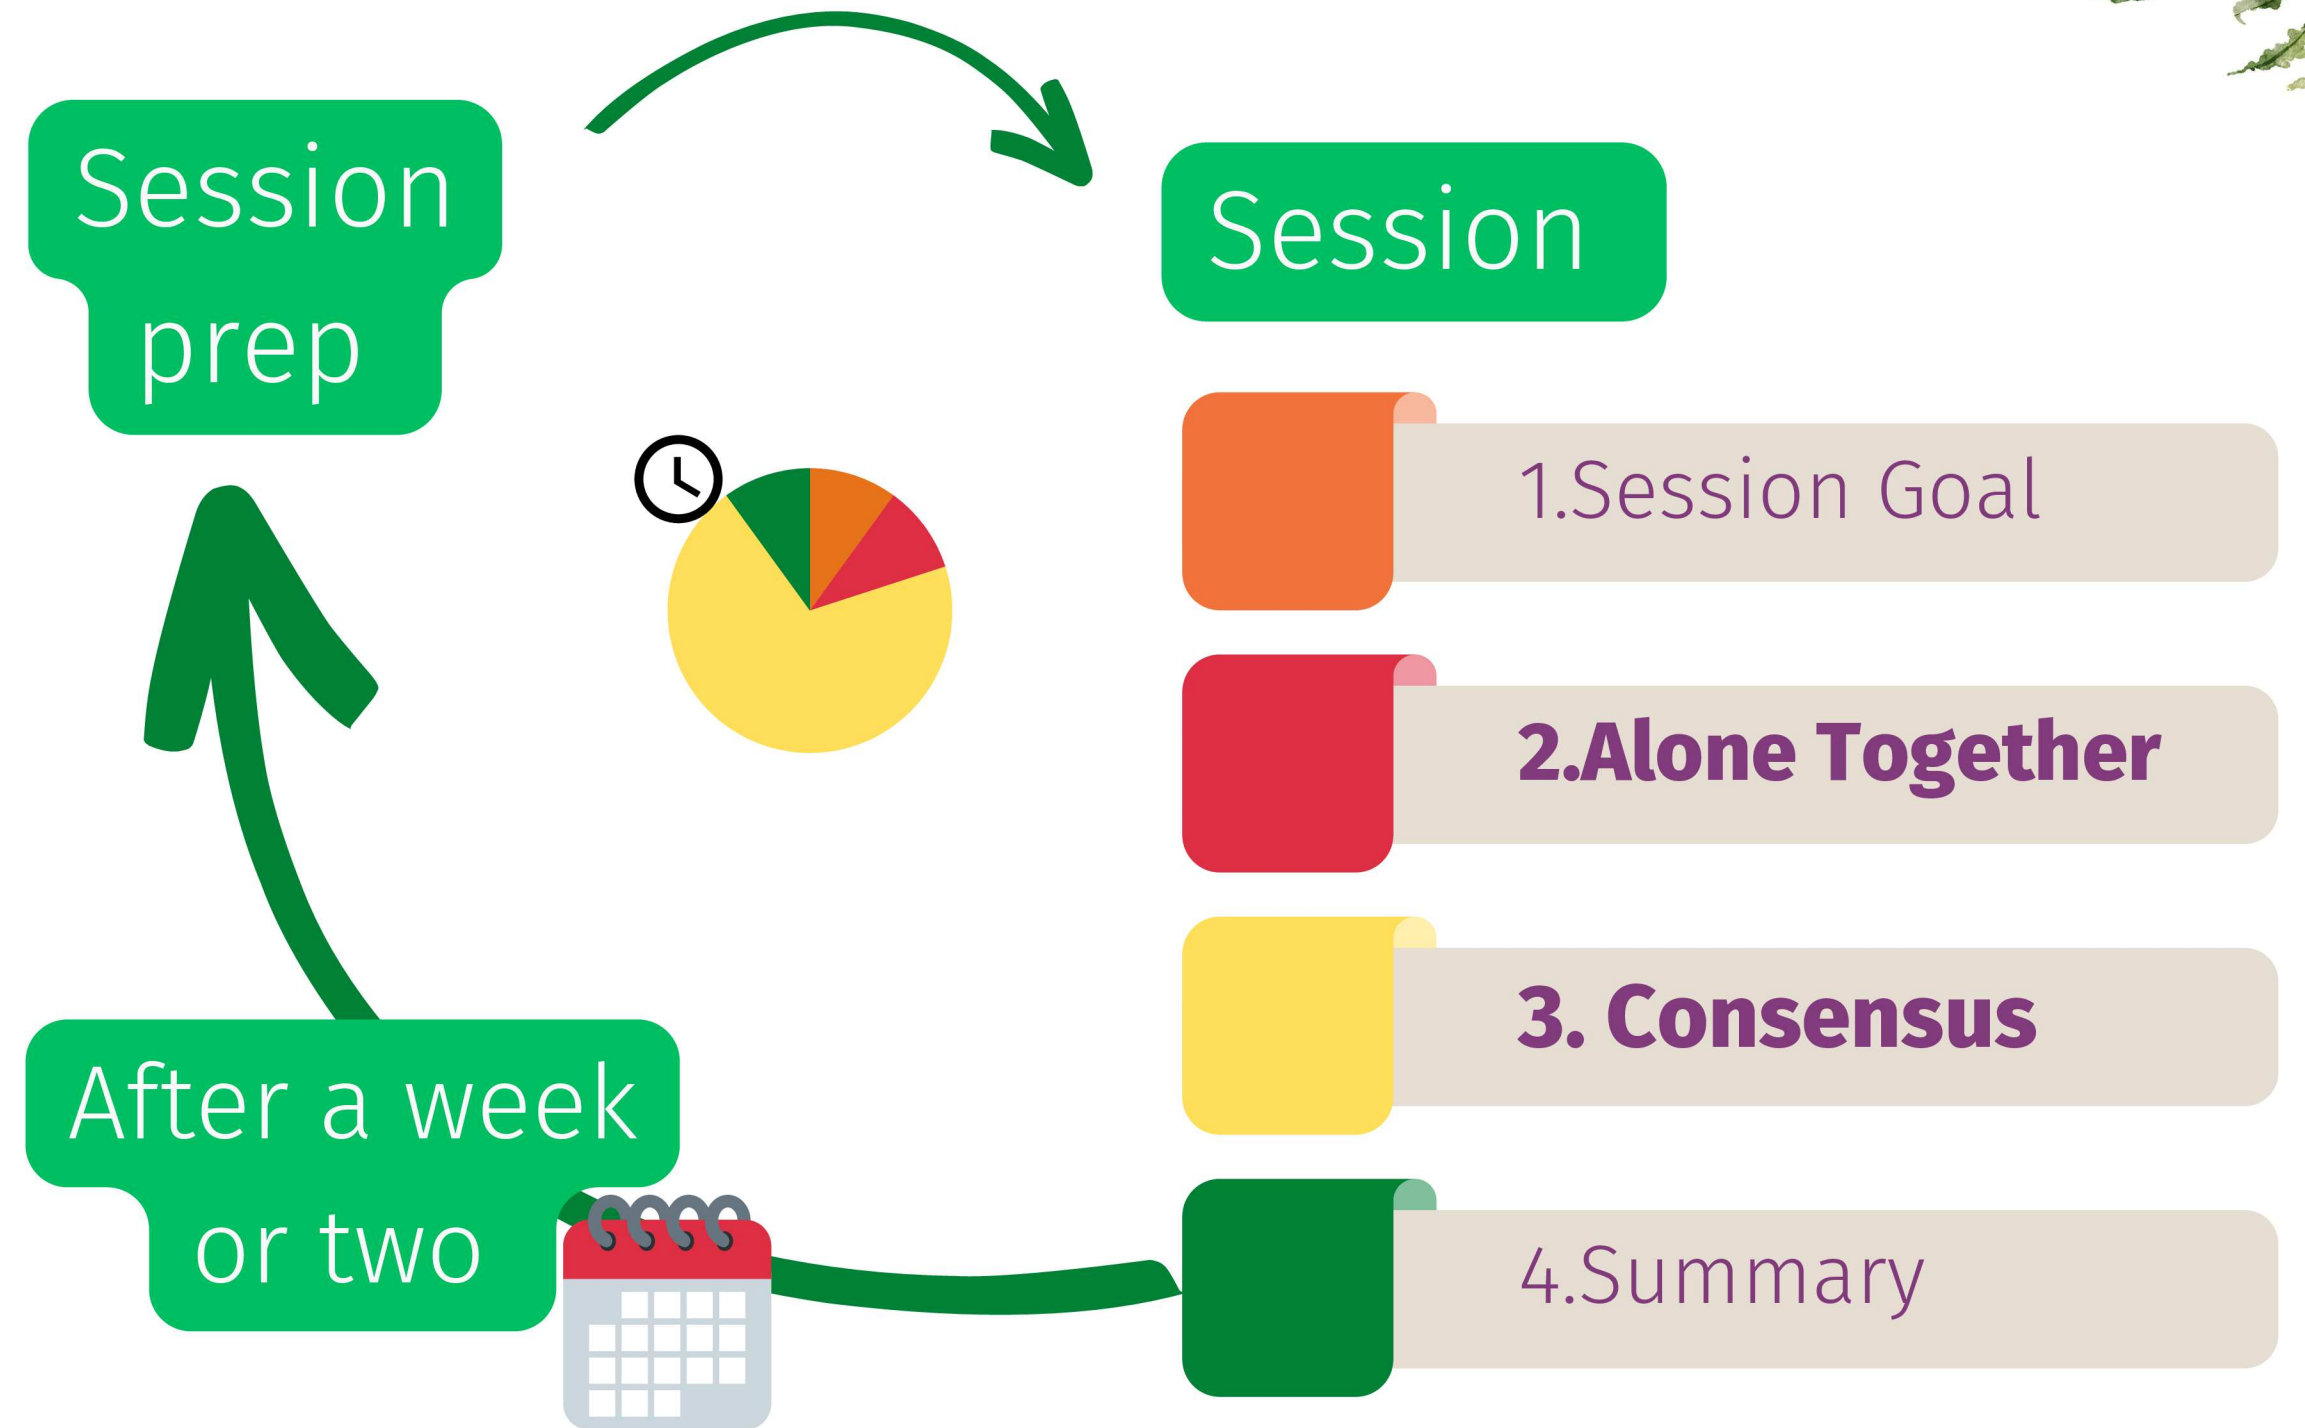 Session
prep
Session
1.Session Goal
2.Alone Together
3. Consensus
4.Summary
After a week
or two